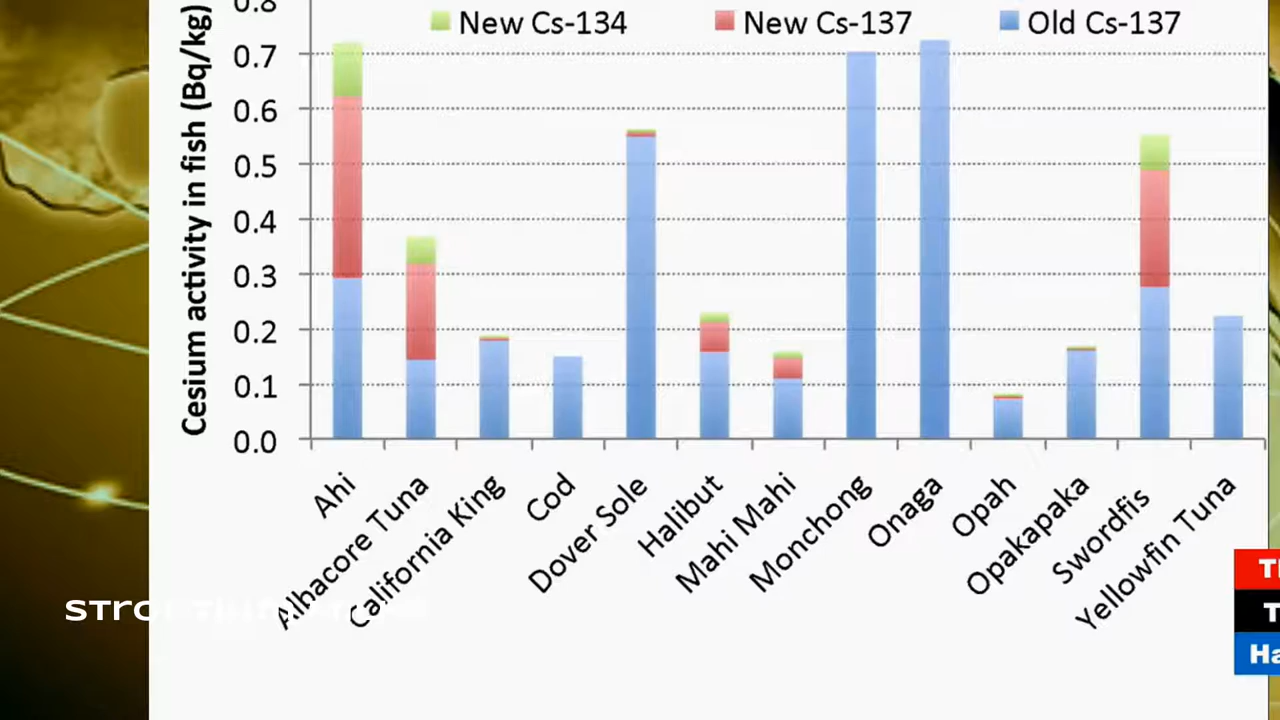 0.8
New Cs-134
New Cs-137
Old Cs-137
Cesium activity in fish (Bq/kg)
0.7
0.6
0.5
0.4
0.3
0.2
0.1
0.0
Ahi
Albacore Tuna
California King
Cod
Dover Sole
Halibut
Mahi Mahi
Monchong
Onaga
Opah
Opakapaka
Swordfis
Yellowfin Tuna
Ha